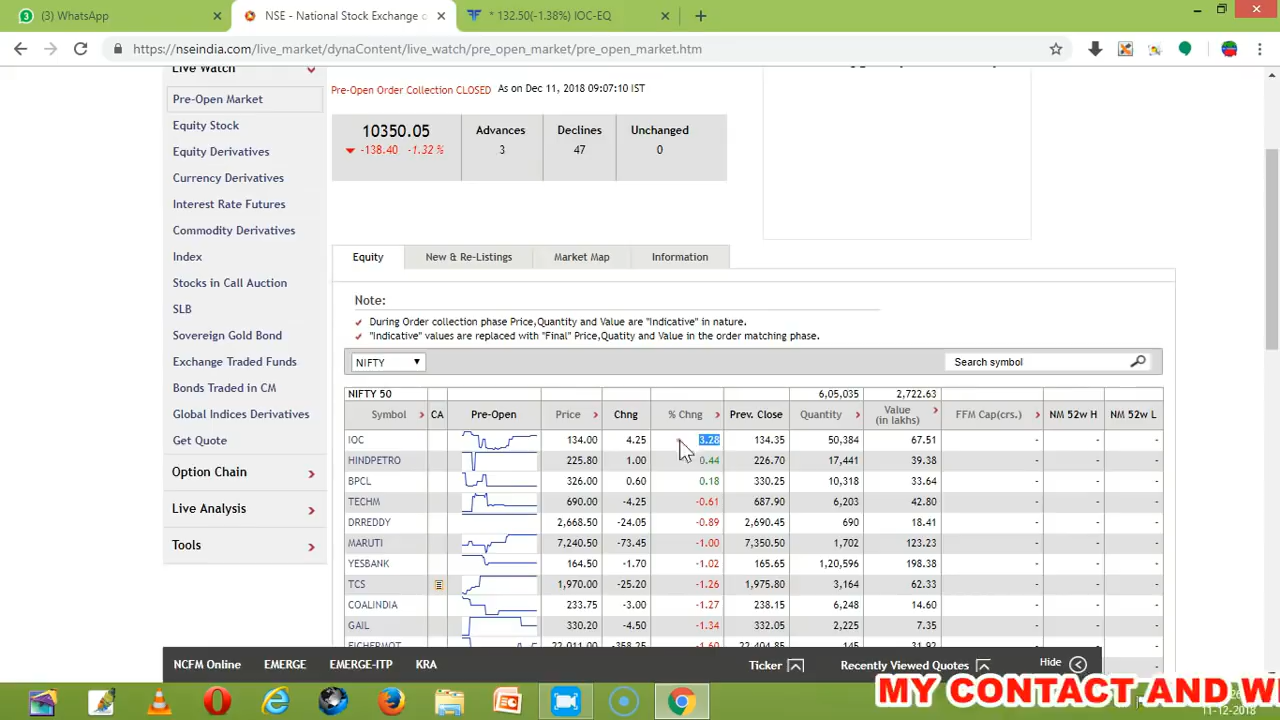 WhatsApp
NSE - National Stock Exchange o
* 132.50(-1.38%) IOC-EQ
https://nseindia.com/live_market/dynaContent/live_watch/pre_open_market/pre_open_market.htm
Live Watch
Pre-Open Market
Equity Stock
Equity Derivatives
Currency Derivatives
Interest Rate Futures
Commodity Derivatives
Index
Stocks in Call Auction
SLB
Sovereign Gold Bond
Exchange Traded Funds
Bonds Traded in CM
Global Indices Derivatives
Get Quote
Option Chain
Live Analysis
Tools
Pre-Open Order Collection CLOSED As on Dec 11, 2018 09:07:10 IST
10350.05 Advances Declines Unchanged
-138.40 -1.32 % 3 47 0
Equity New & Re-Listings Market Map Information
Note:
During Order collection phase Price,Quantity and Value are "Indicative" in nature.
"Indicative" values are replaced with "Final" Price,Quatity and Value in the order matching phase.
NIFTY Search symbol
NIFTY 50 6,05,035 2,722.63
Symbol CA Pre-Open Price Chng % Chng Prev. Close Quantity Value (in lakhs) FFM Cap(crs.) NM 52w H NM 52w L
IOC 134.00 4.25 3.28 134.35 50,384 67.51 - - -
HINDPETRO 225.80 1.00 0.44 226.70 17,441 39.38 - - -
BPCL 326.00 0.60 0.18 330.25 10,318 33.64 - - -
TECHM 690.00 -4.25 -0.61 687.90 6,203 42.80 - - -
DRREDDY 2,668.50 -24.05 -0.89 2,690.45 690 18.41 - - -
MARUTI 7,240.50 -73.45 -1.00 7,350.50 1,702 123.23 - - -
YESBANK 164.50 -1.70 -1.02 165.65 1,20,596 198.38 - - -
TCS 1,970.00 -25.20 -1.26 1,975.80 3,164 62.33 - - -
COALINDIA 233.75 -3.00 -1.27 238.15 6,248 14.60 - - -
GAIL 330.20 -4.50 -1.34 332.05 2,225 7.35 - - -
EICHERMOT 22,011.00 -358.25 -1.60 22,404.85 145 31.92
NCFM Online EMERGE EMERGE-ITP KRA Ticker Recently Viewed Quotes Hide
MY CONTACT AND W
11-12-2018